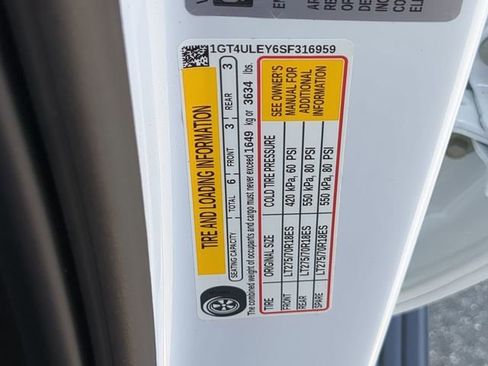 1GT4ULEY6SF316959
TIRE AND LOADING INFORMATION
SEATING CAPACITY TOTAL 6 FRONT 3 REAR 3
The combined weight of occupants and cargo must never exceed 1649 kg or 3634 lbs.
TIRE ORIGINAL SIZE COLD TIRE PRESSURE
FRONT LT275/70R18ES 420 kPa, 60 PSI
REAR LT275/70R18ES 550 kPa, 80 PSI
SPARE LT275/70R18ES 550 kPa, 80 PSI
SEE OWNER'S
MANUAL FOR
ADDITIONAL
INFORMATION